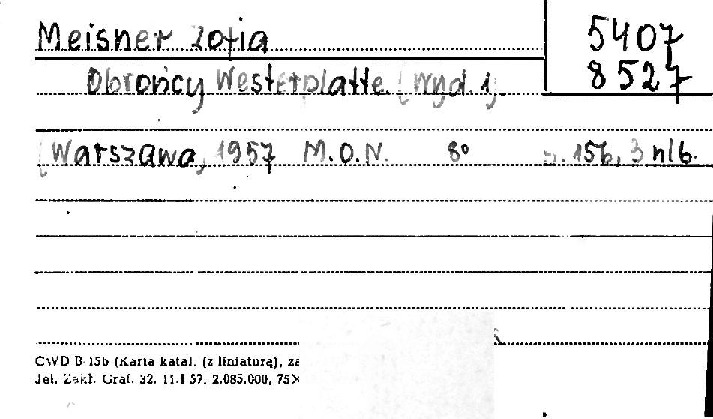 Meisner Zofia
5407
8527
Obrońcy Westerplatte. [Wyd. 1].
[Warszawa, 1957 M.O.N. 8° s. 156, 3 nlb.
CWD B-15b (Karta katal. (z liniaturę), za
Jel. Zakł. Graf. 32. 11.I 57. 2.085.000, 75×